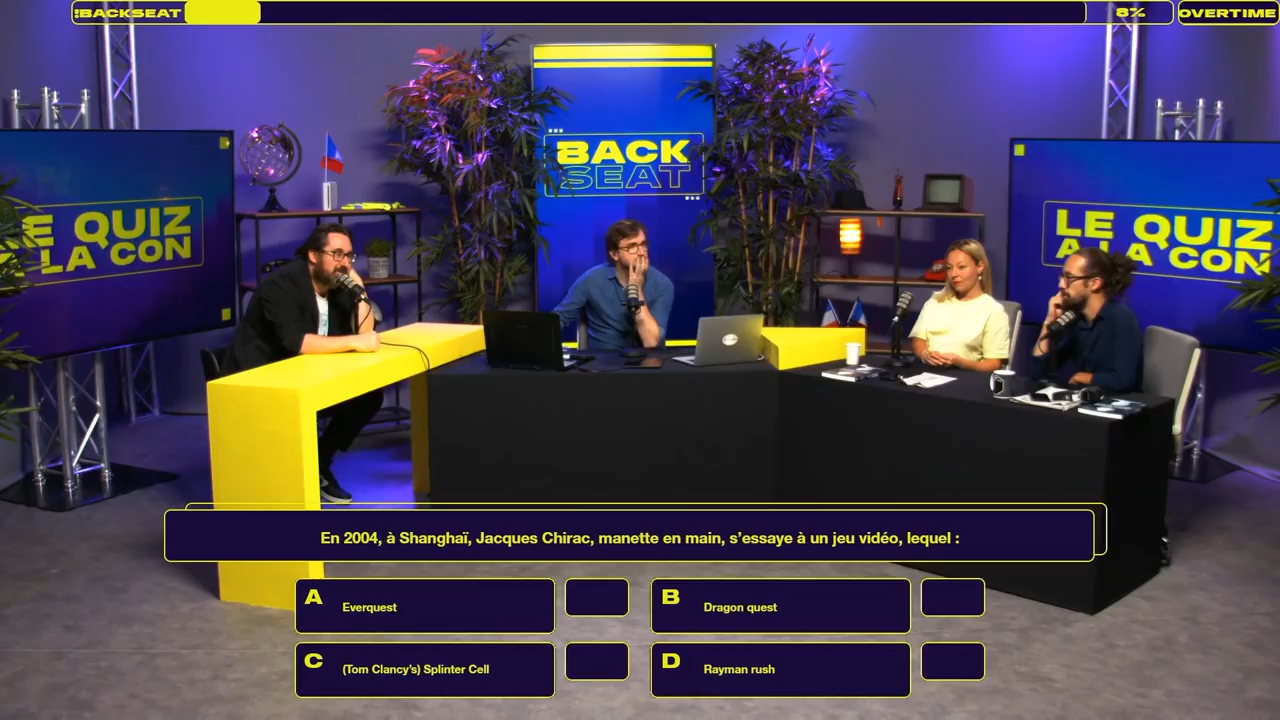 !BACKSEAT
8%
OVERTIME
BACK
SEAT
LE QUIZ
A LA CON
LE QUIZ
A LA CON
En 2004, à Shanghaï, Jacques Chirac, manette en main, s'essaye à un jeu vidéo, lequel :
A
Everquest
B
Dragon quest
C
(Tom Clancy's) Splinter Cell
D
Rayman rush